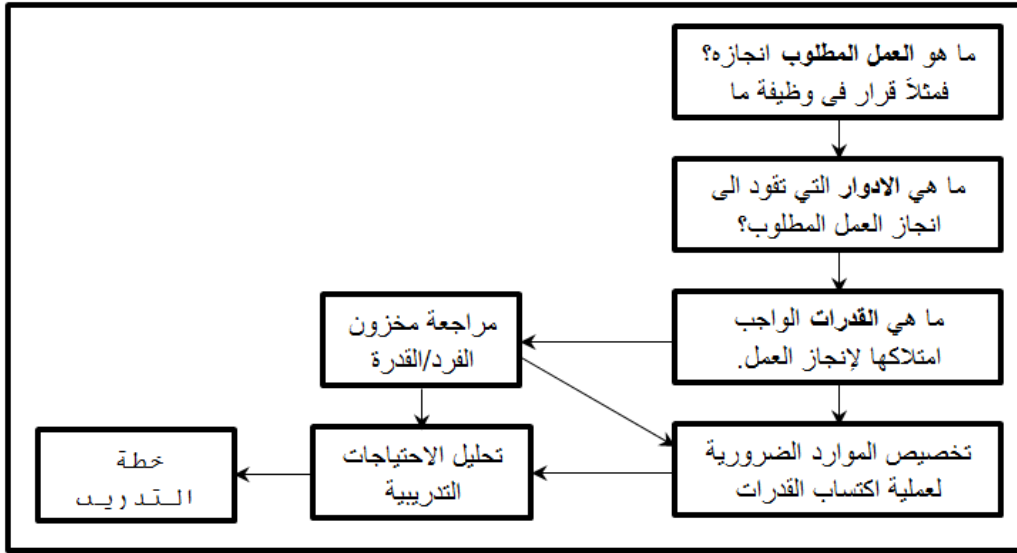 ما هو العمل المطلوب انجازه؟
فمثلاً قرار في وظيفة ما
ما هي الادوار التي تقود الى
انجاز العمل المطلوب؟
ما هي القدرات الواجب
امتلاكها لإنجاز العمل.
مراجعة مخزون
الفرد/القدرة
تخصيص الموارد الضرورية
لعملية اكتساب القدرات
تحليل الاحتياجات
التدريبية
خطة
التدريب